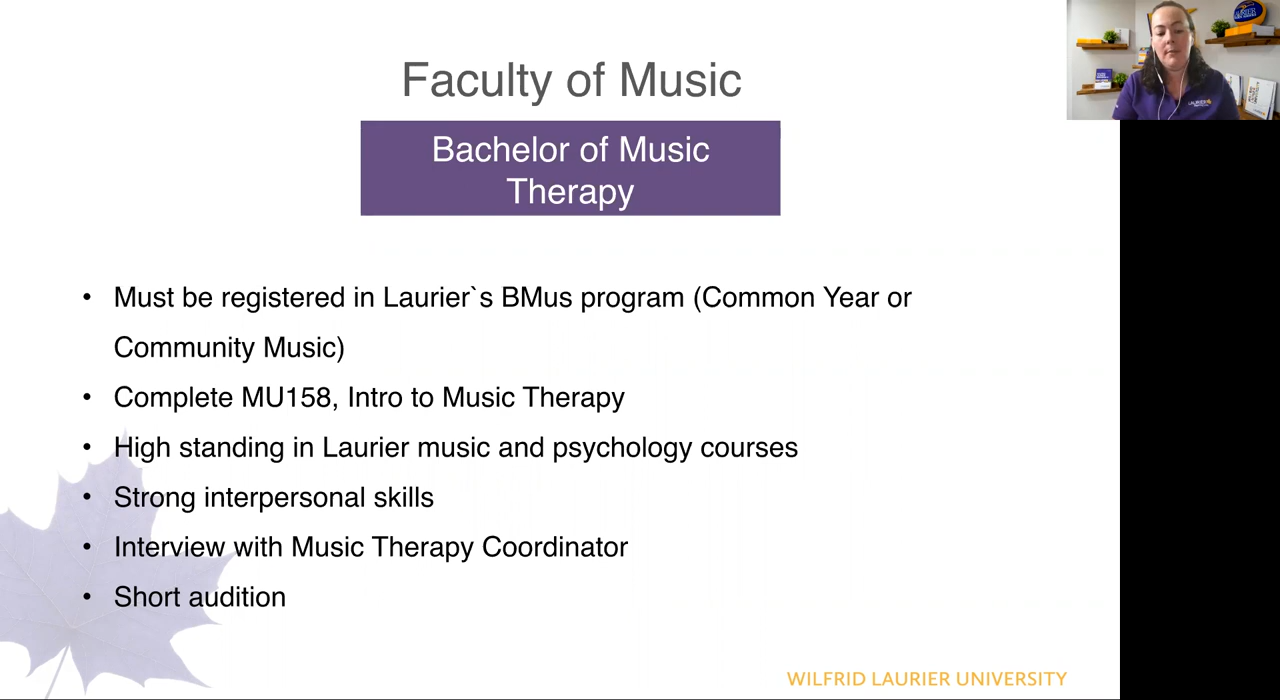 Faculty of Music
Bachelor of Music
Therapy
• Must be registered in Laurier`s BMus program (Common Year or
Community Music)
• Complete MU158, Intro to Music Therapy
• High standing in Laurier music and psychology courses
• Strong interpersonal skills
• Interview with Music Therapy Coordinator
• Short audition
WILFRID LAURIER UNIVERSITY
LAURIER
LAURIER